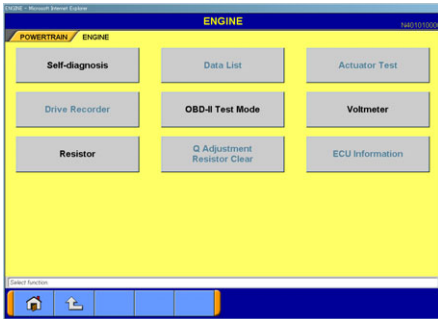 ENGINE - Microsoft Internet Explorer
ENGINE
N40101000
POWERTRAIN ENGINE
Self-diagnosis Data List Actuator Test
Drive Recorder OBD-II Test Mode Voltmeter
Resistor Q Adjustment Resistor Clear ECU Information
Select function